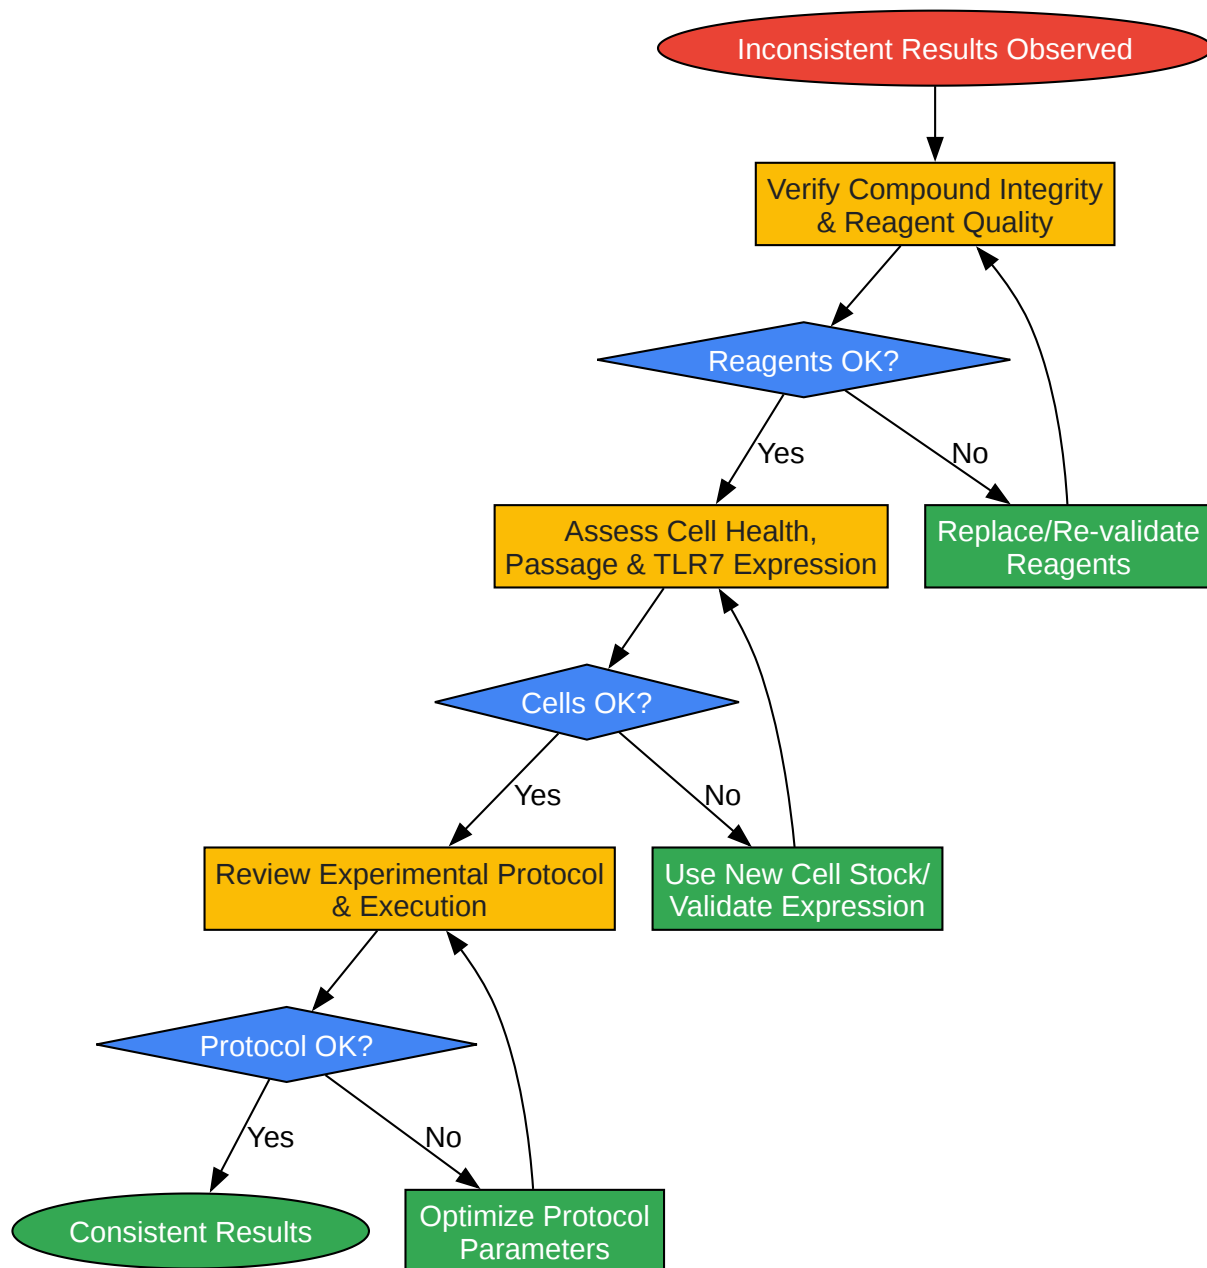 Inconsistent Results Observed
Verify Compound Integrity
& Reagent Quality
Reagents OK?
Yes
No
Assess Cell Health,
Passage & TLR7 Expression
Replace/Re-validate
Reagents
Cells OK?
Yes
No
Review Experimental Protocol
& Execution
Use New Cell Stock/
Validate Expression
Protocol OK?
Yes
No
Consistent Results
Optimize Protocol
Parameters